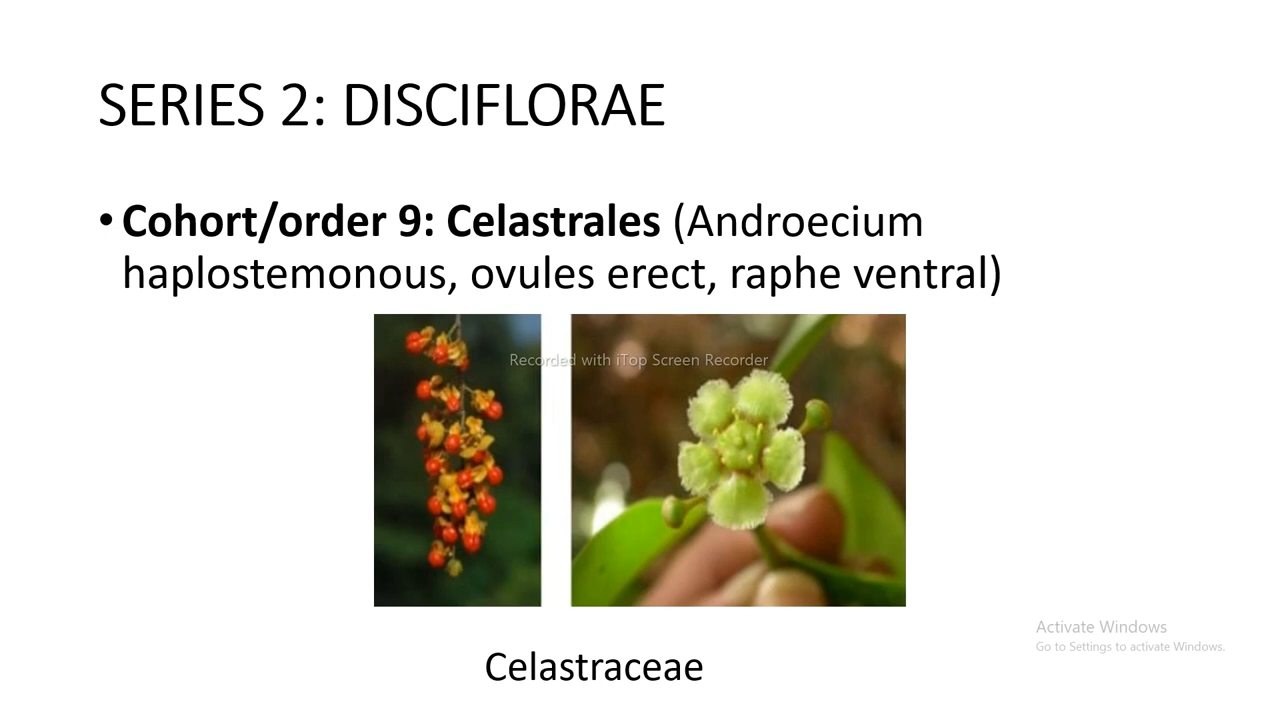 SERIES 2: DISCIFLORAE
• Cohort/order 9: Celastrales (Androecium
haplostemonous, ovules erect, raphe ventral)
Recorded with iTop Screen Recorder
Celastraceae
Activate Windows
Go to Settings to activate Windows.